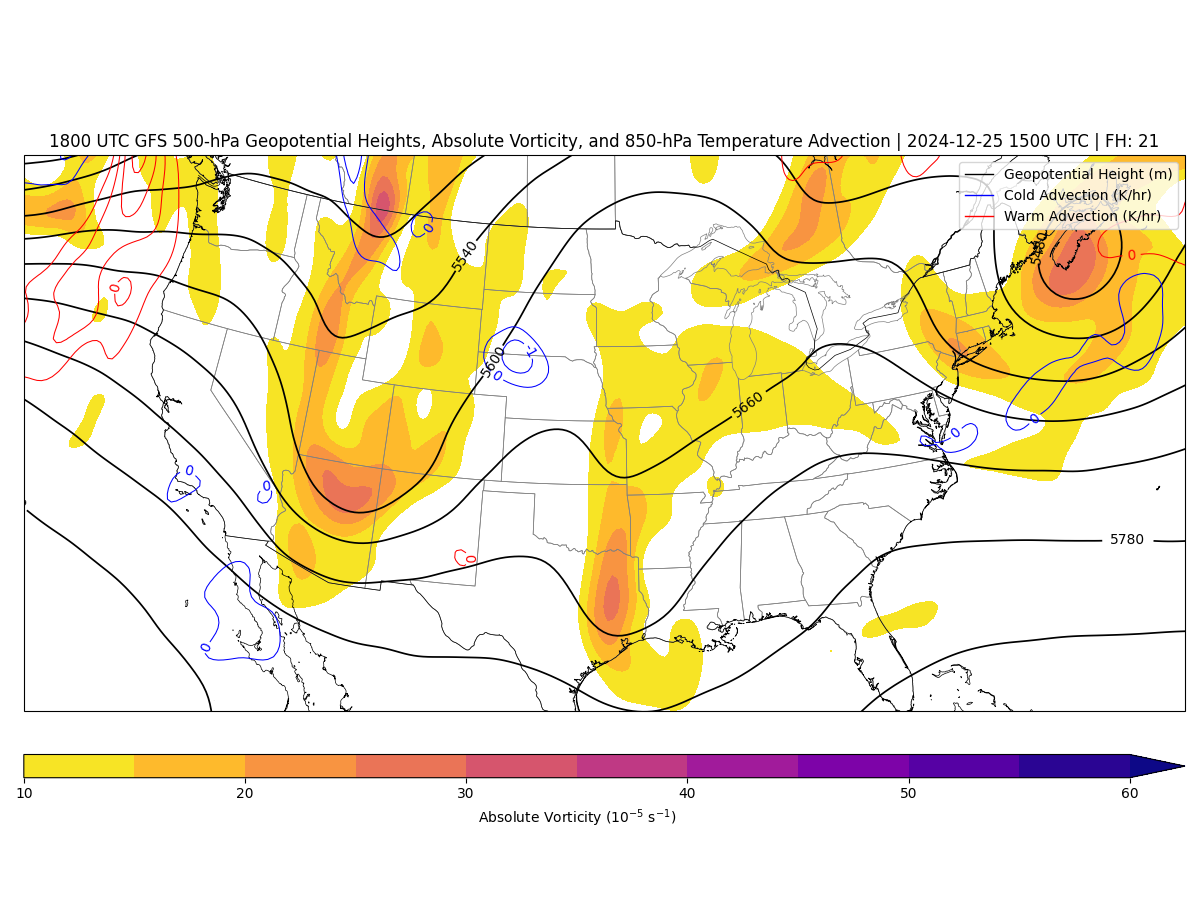 1800 UTC GFS 500-hPa Geopotential Heights, Absolute Vorticity, and 850-hPa Temperature Advection | 2024-12-25 1500 UTC | FH: 21
Geopotential Height (m)
Cold Advection (K/hr)
Warm Advection (K/hr)
0
5540
5480
0
0
-1
5600
0
5660
0
0
0
0
0
5780
0
0
10 20 30 40 50 60
Absolute Vorticity (10⁻⁵ s⁻¹)